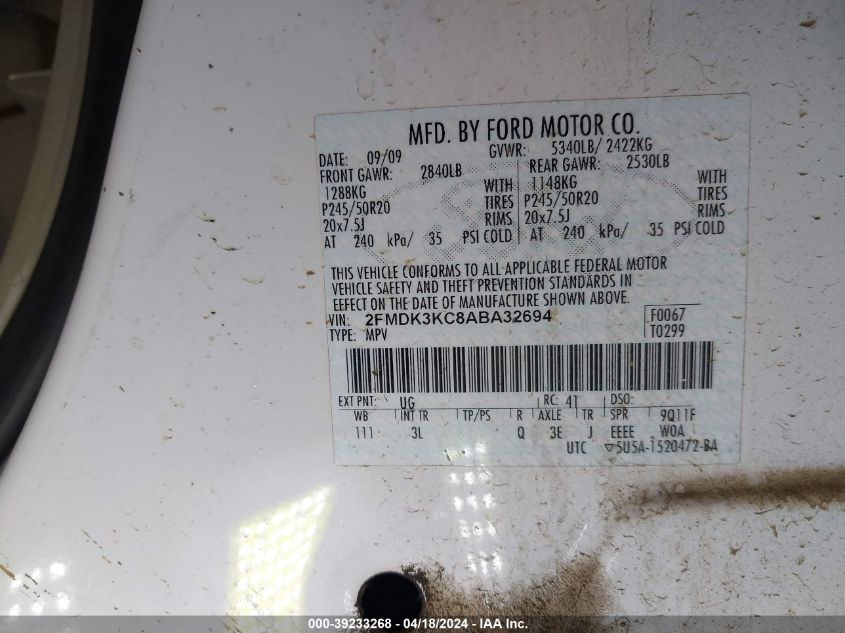 MFD. BY FORD MOTOR CO.
DATE: 09/09 GVWR: 5340LB/ 2422KG
FRONT GAWR: 2840LB REAR GAWR: 2530LB
1288KG WITH 1148KG WITH
P245/50R20 TIRES P245/50R20 TIRES
20x7.5J RIMS 20x7.5J RIMS
AT 240 kPa/ 35 PSI COLD AT 240 kPa/ 35 PSI COLD
THIS VEHICLE CONFORMS TO ALL APPLICABLE FEDERAL MOTOR
VEHICLE SAFETY AND THEFT PREVENTION STANDARDS IN
EFFECT ON THE DATE OF MANUFACTURE SHOWN ABOVE.
VIN: 2FMDK3KC8ABA32694 F0067
TYPE: MPV T0299
EXT PNT: UG RC: 41 DSO:
WB INT TR TP/PS R AXLE TR SPR 9Q11F
111 3L Q 3E J EEEE WOA
UTC ▽5U5A-1520472-BA
000-39233268 - 04/18/2024 - IAA Inc.